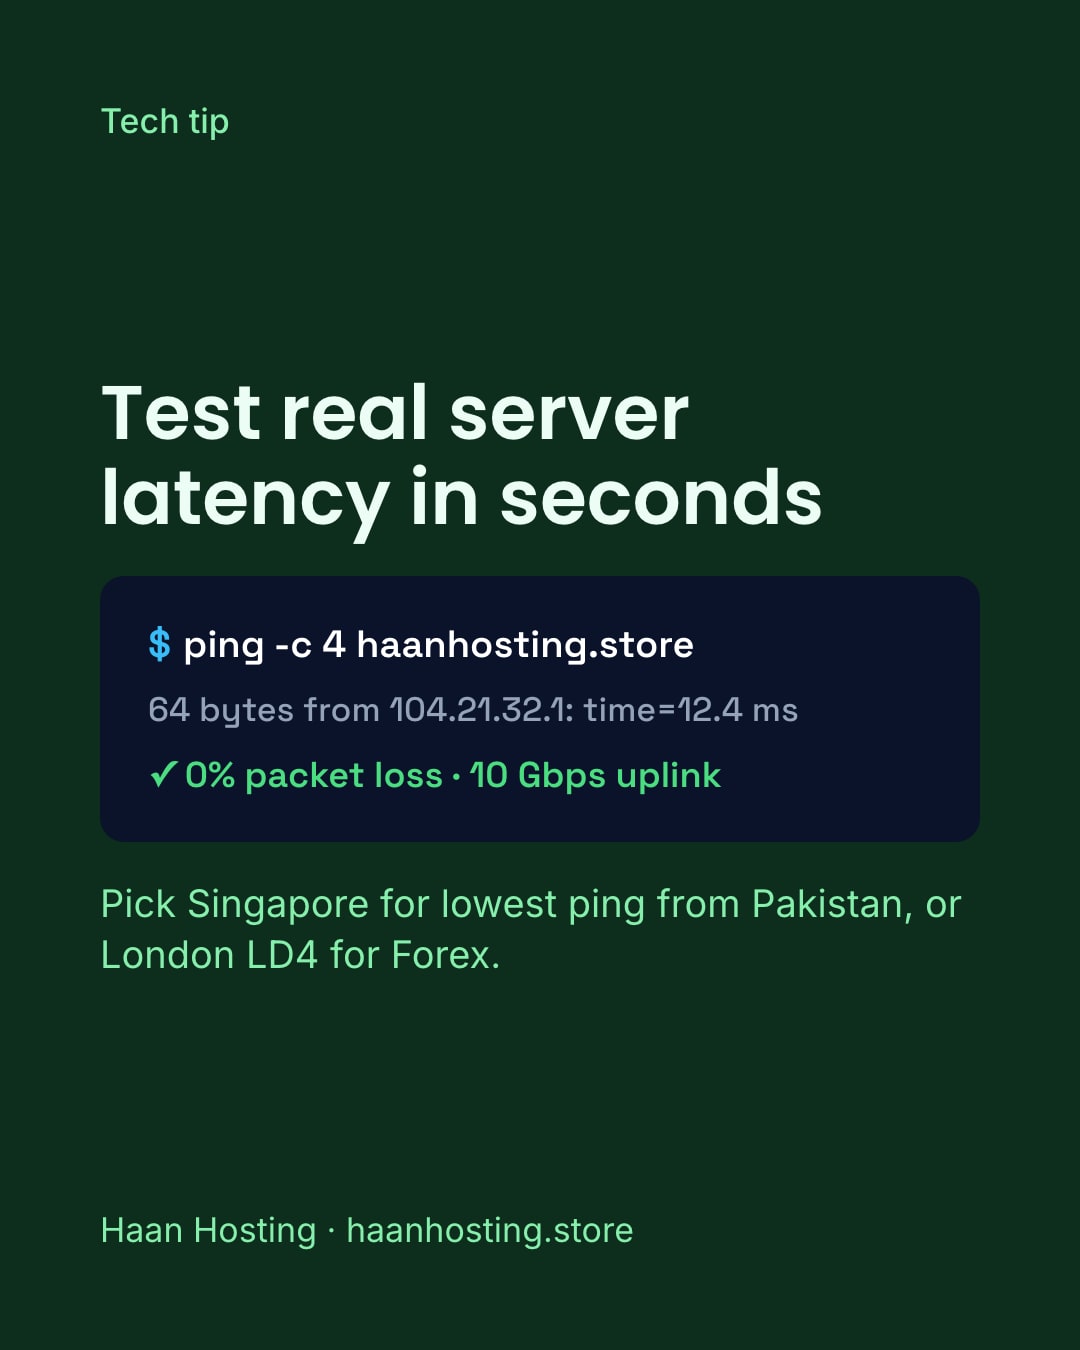 Tech tip
Test real server
latency in seconds
$ ping -c 4 haanhosting.store
64 bytes from 104.21.32.1: time=12.4 ms
✓ 0% packet loss · 10 Gbps uplink
Pick Singapore for lowest ping from Pakistan, or
London LD4 for Forex.
Haan Hosting · haanhosting.store